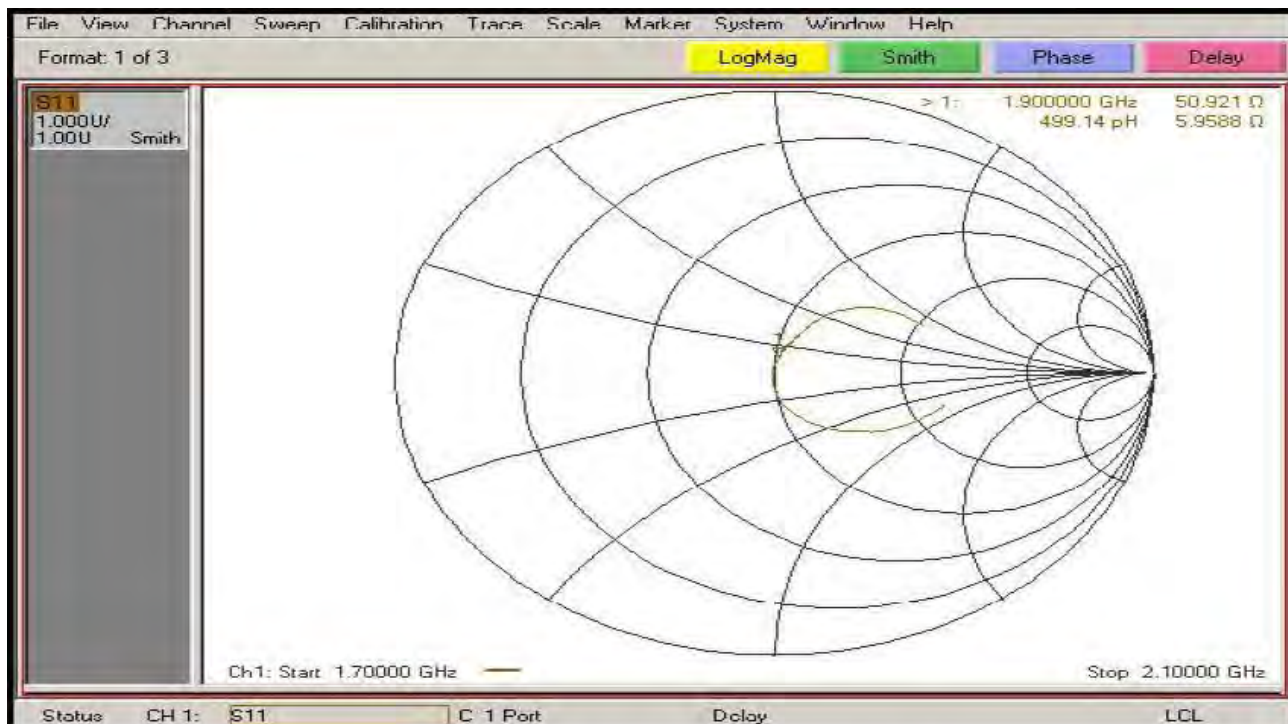 File View Channel Sweep Calibration Trace Scale Marker System Window Help
Format: 1 of 3 LogMag Smith Phase Delay
S11
1.000U/
1.00U Smith
> 1: 1.900000 GHz 50.921 Ω
499.14 pH 5.9588 Ω
1
Ch1: Start 1.70000 GHz
Stop 2.10000 GHz
Status CH 1: S11 C 1 Port Delay LCL